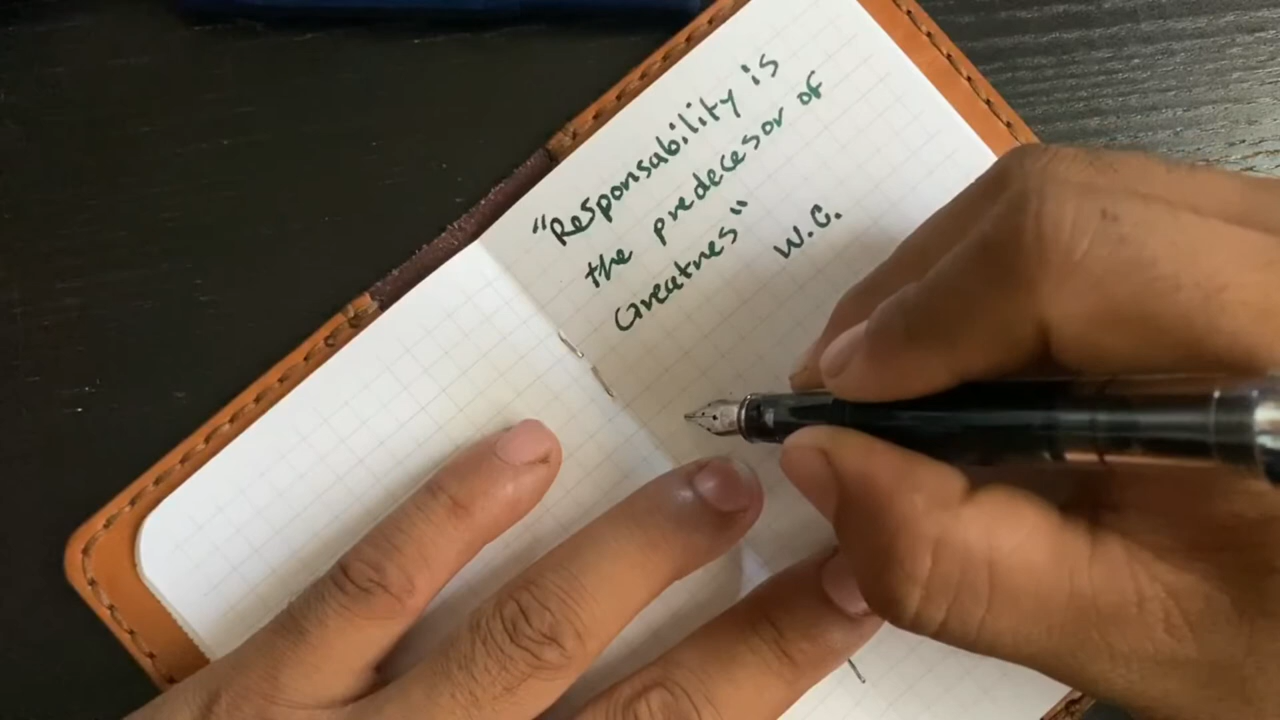 "Responsability is
the predecesor of
Greatnes"
W.C.